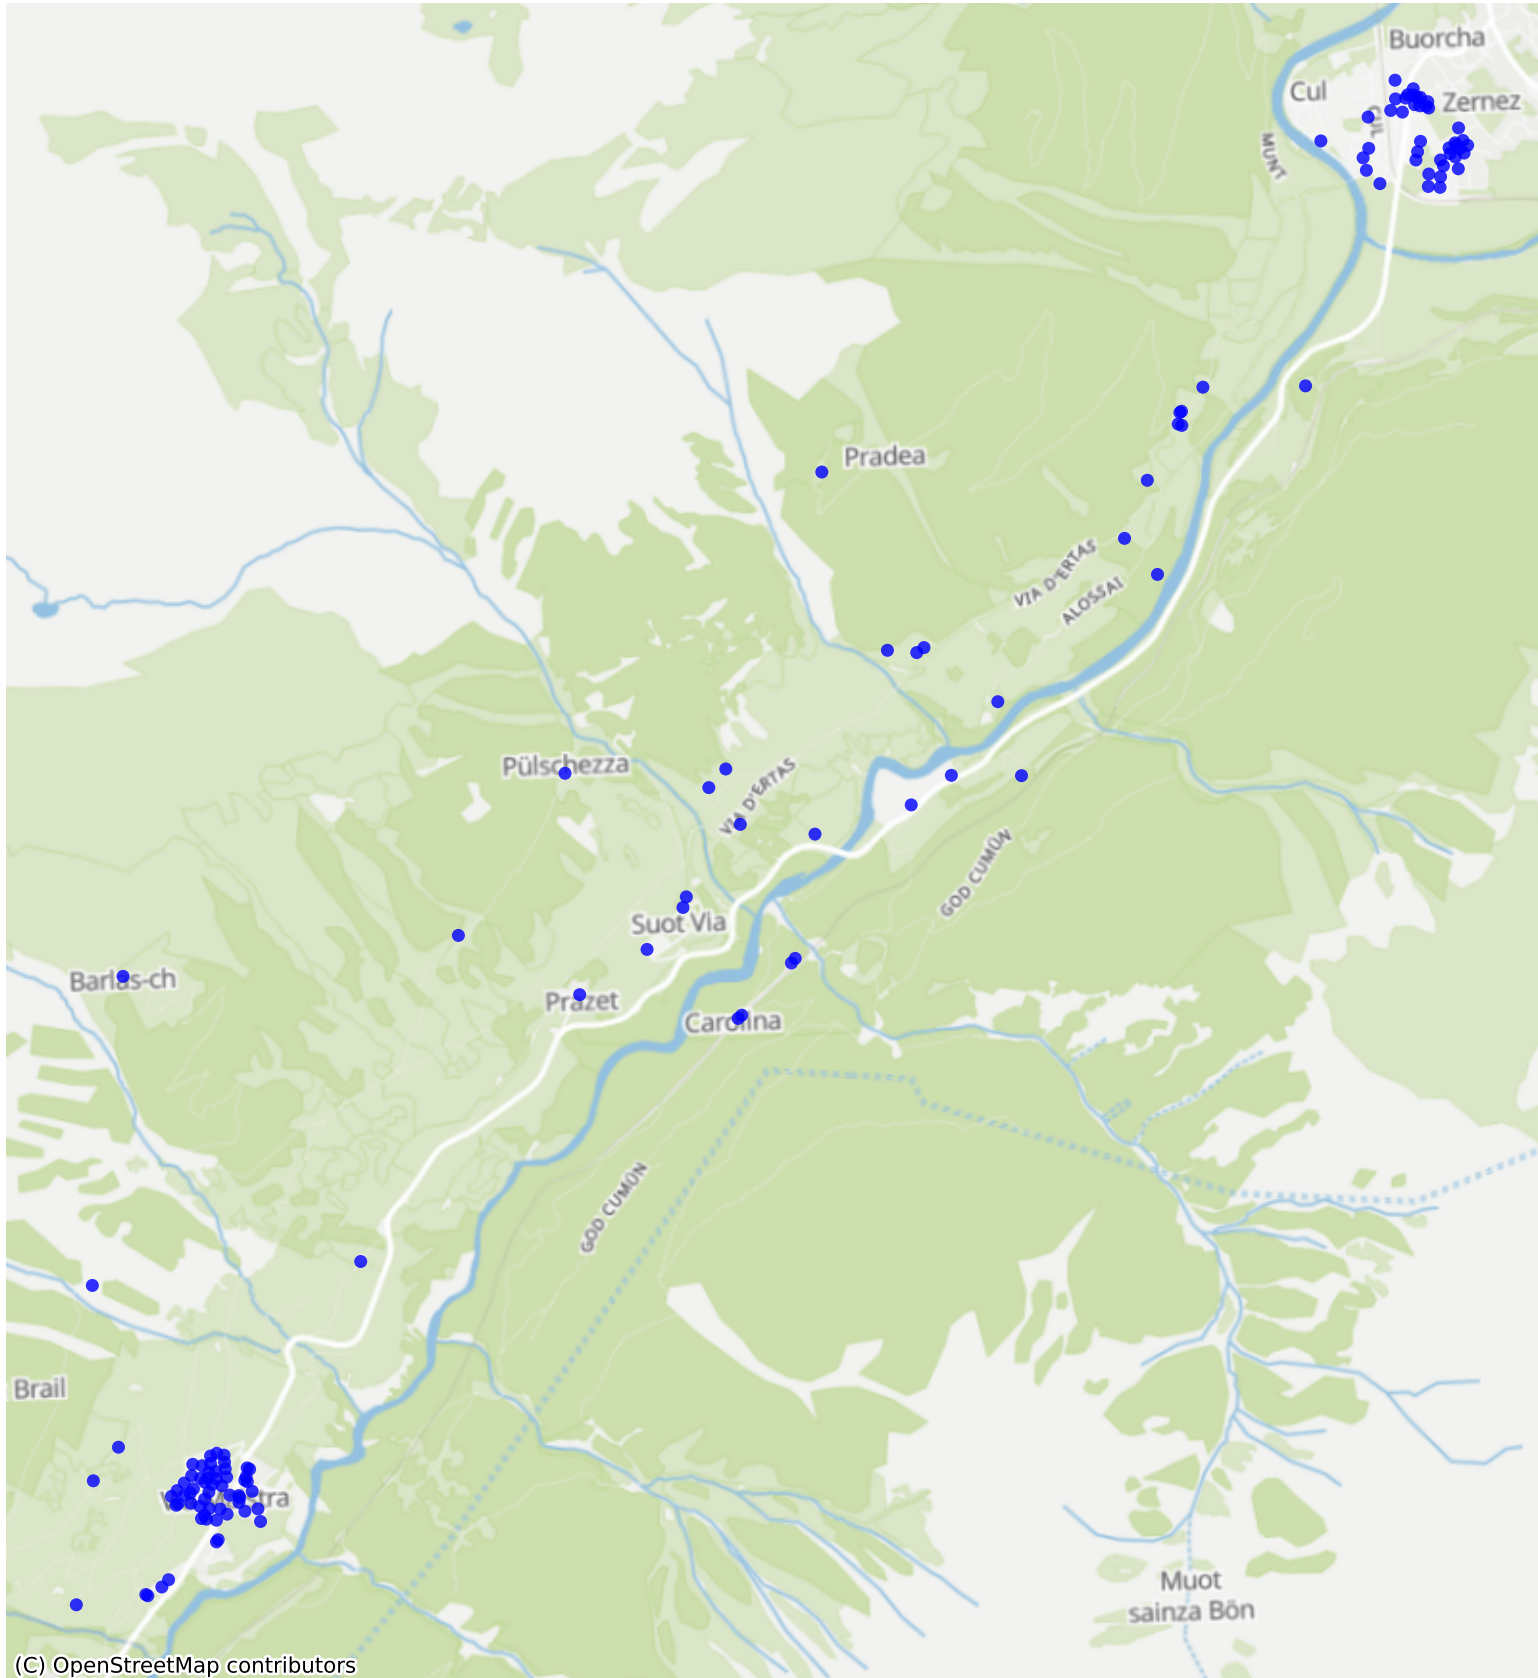 Buorcha
Cul
Zernez
CUL
MUNT
Pradea
VIA D'ERTAS
ALOSSAI
Pülschezza
VIA D'ERTAS
GOD CUMÜN
Suot Via
Barlas-ch
Prazet
Carolina
GOD CUMÜN
Brail
Muot
sainza Bön
(C) OpenStreetMap contributors